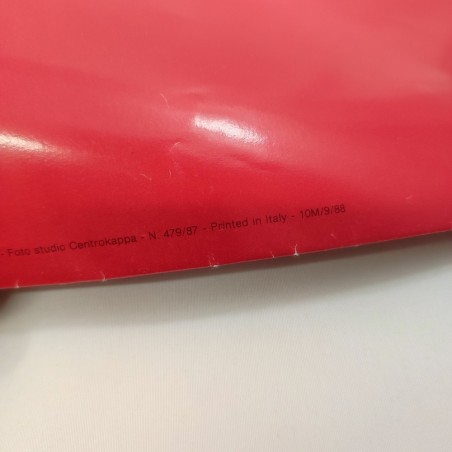 - Foto studio Centrokappa - N. 479/87 - Printed in Italy - 10M/9/88